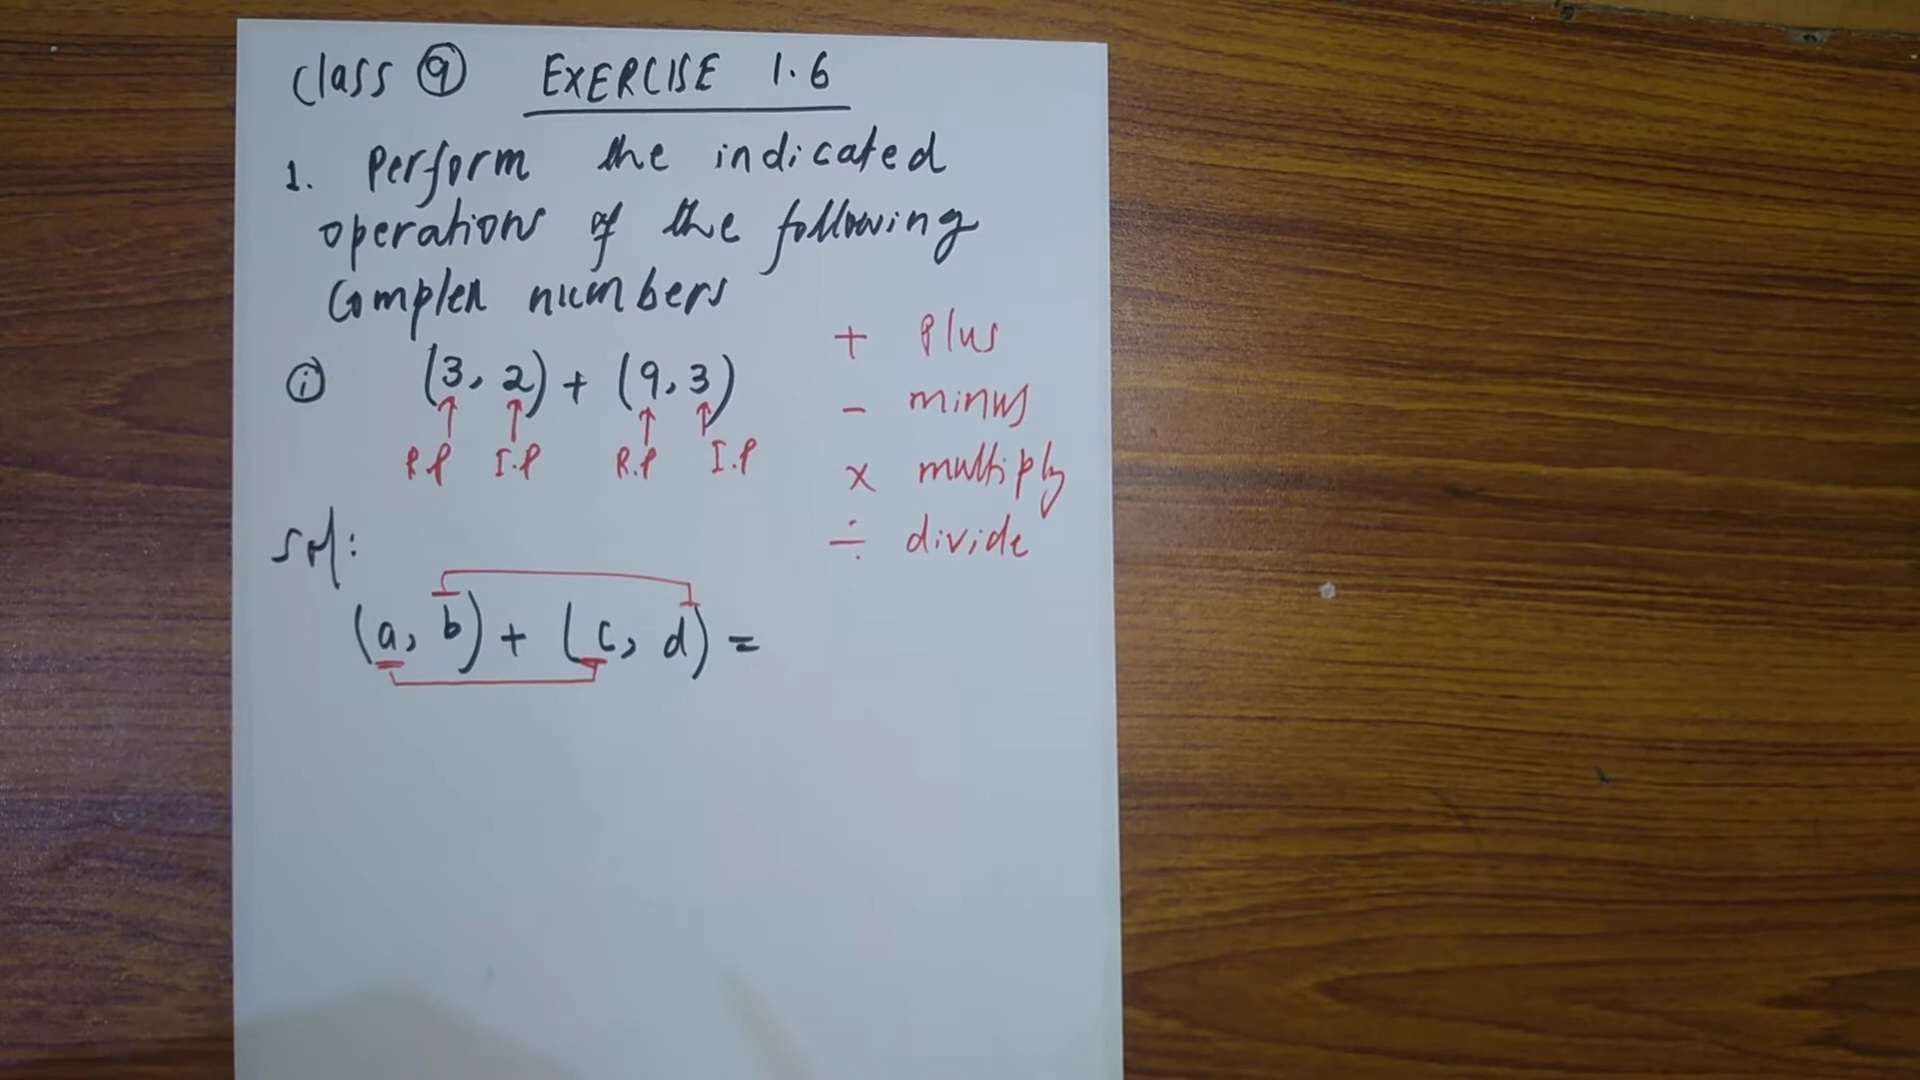 Class 9 EXERCISE 1.6
1. Perform the indicated
operations of the following
Complex numbers
+ Plus
i (3, 2) + (9, 3)
- minus
R.P I.P R.P I.P
× multiply
Sol:
÷ divide
(a, b) + (c, d) =